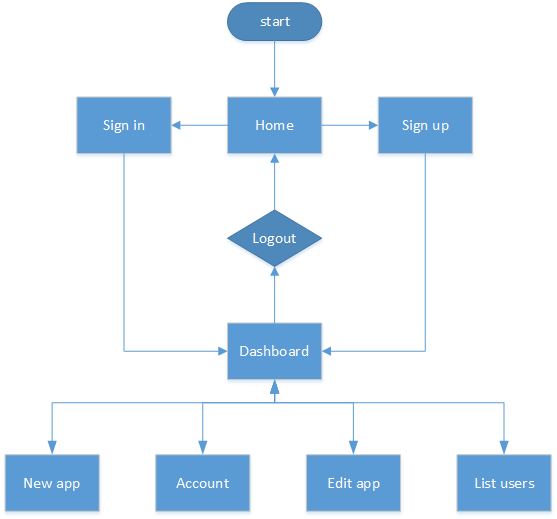 start
Sign in
Home
Sign up
Logout
Dashboard
New app
Account
Edit app
List users